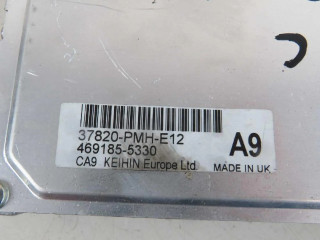 37820-PMH-E12
469185-5330
A9
CA9 KEIHIN Europe Ltd
MADE IN UK